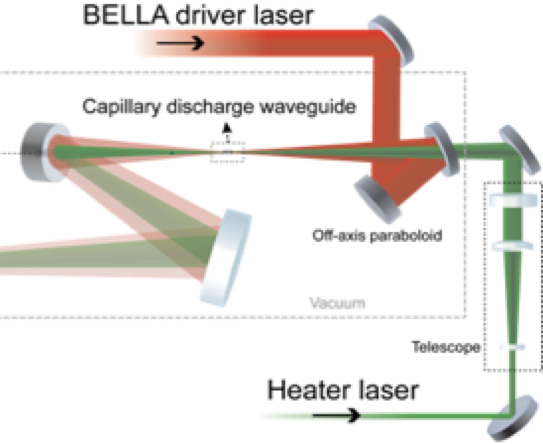 BELLA driver laser
Capillary discharge waveguide
Off-axis paraboloid
Vacuum
Telescope
Heater laser